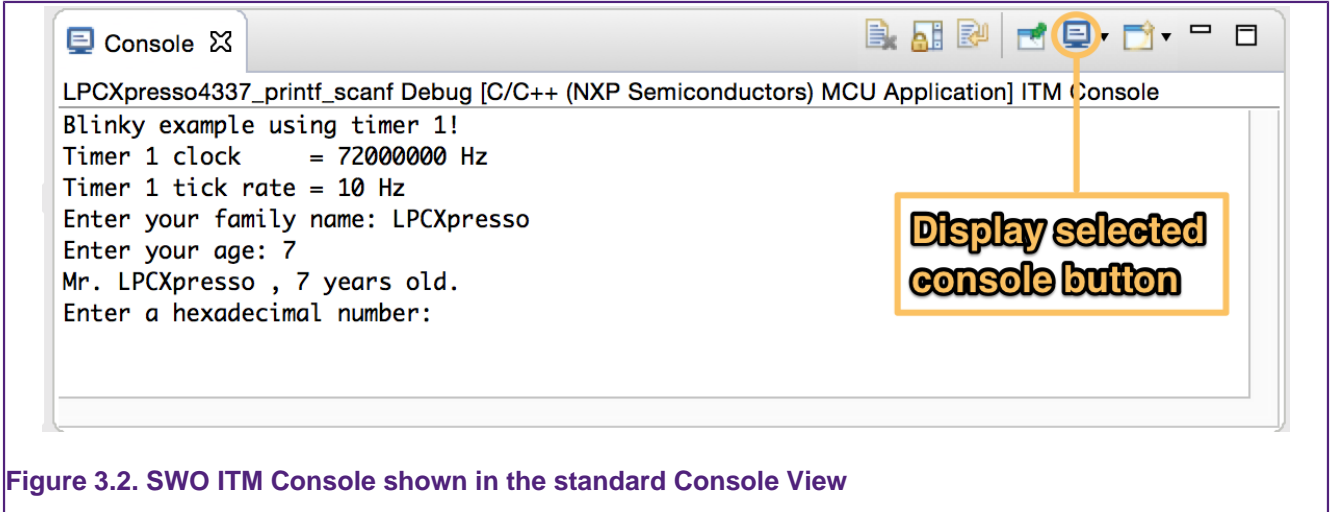 Console
LPCXpresso4337_printf_scanf Debug [C/C++ (NXP Semiconductors) MCU Application] ITM Console
Blinky example using timer 1!
Timer 1 clock     = 72000000 Hz
Timer 1 tick rate = 10 Hz
Enter your family name: LPCXpresso
Enter your age: 7
Mr. LPCXpresso , 7 years old.
Enter a hexadecimal number:
Display selected
console button
Figure 3.2. SWO ITM Console shown in the standard Console View